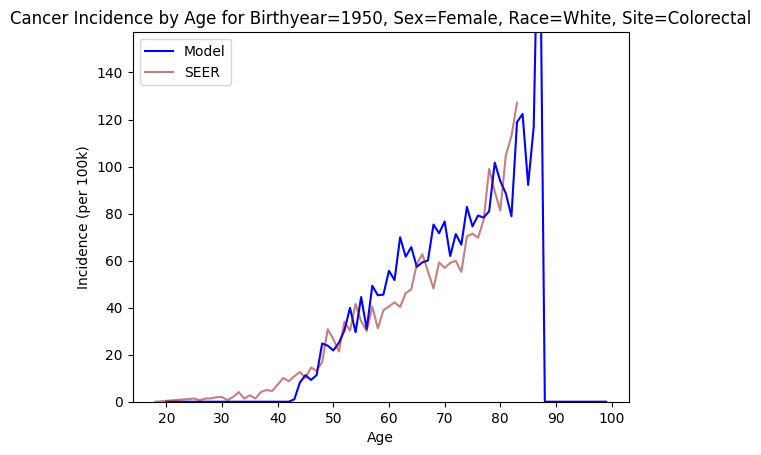 Cancer Incidence by Age for Birthyear=1950, Sex=Female, Race=White, Site=Colorectal
Model
SEER
Incidence (per 100k)
140
120
100
80
60
40
20
0
20 30 40 50 60 70 80 90 100
Age